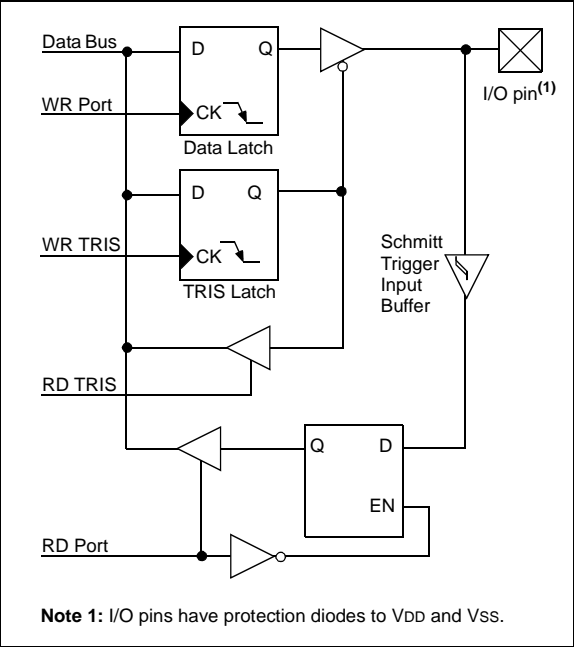 Data Bus
D Q
I/O pin(1)
WR Port
CK
Data Latch
D Q
WR TRIS
CK
TRIS Latch
Schmitt
Trigger
Input
Buffer
RD TRIS
Q D
EN
RD Port
Note 1: I/O pins have protection diodes to VDD and VSS.